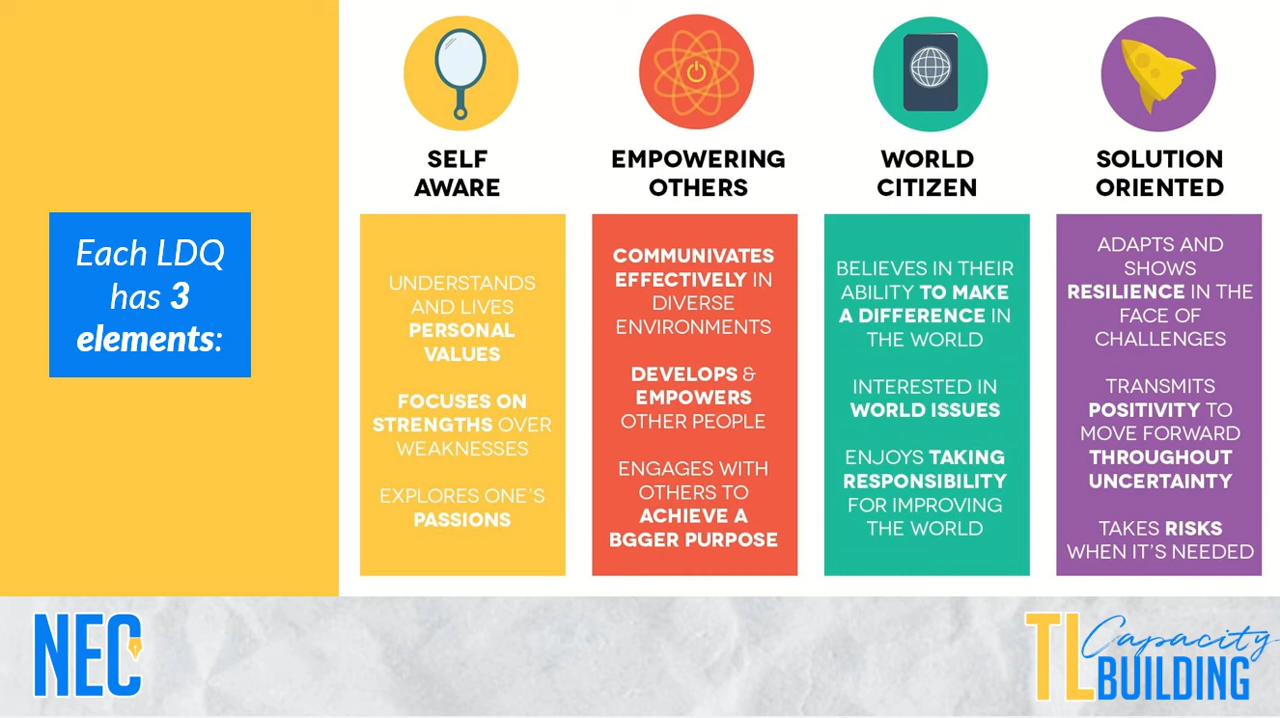 Each LDQ
has 3
elements:
SELF
AWARE
UNDERSTANDS
AND LIVES
PERSONAL
VALUES
FOCUSES ON
STRENGTHS OVER
WEAKNESSES
EXPLORES ONE'S
PASSIONS
EMPOWERING
OTHERS
COMMUNIVATES
EFFECTIVELY IN
DIVERSE
ENVIRONMENTS
DEVELOPS &
EMPOWERS
OTHER PEOPLE
ENGAGES WITH
OTHERS TO
ACHIEVE A
BGGER PURPOSE
WORLD
CITIZEN
BELIEVES IN THEIR
ABILITY TO MAKE
A DIFFERENCE IN
THE WORLD
INTERESTED IN
WORLD ISSUES
ENJOYS TAKING
RESPONSIBILITY
FOR IMPROVING
THE WORLD
SOLUTION
ORIENTED
ADAPTS AND
SHOWS
RESILIENCE IN THE
FACE OF
CHALLENGES
TRANSMITS
POSITIVITY TO
MOVE FORWARD
THROUGHOUT
UNCERTAINTY
TAKES RISKS
WHEN IT'S NEEDED
NEC
TL Capacity
BUILDING